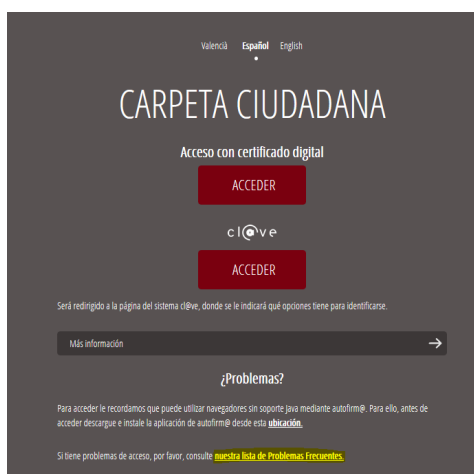 Valencià Español English
CARPETA CIUDADANA
Acceso con certificado digital
ACCEDER
cl@ve
ACCEDER
Será redirigido a la página del sistema cl@ve, donde se le indicará qué opciones tiene para identificarse.
Más información →
¿Problemas?
Para acceder le recordamos que puede utilizar navegadores sin soporte Java mediante autofirm@. Para ello, antes de
acceder descargue e instale la aplicación de autofirm@ desde esta ubicación.
Si tiene problemas de acceso, por favor, consulte nuestra lista de Problemas Frecuentes.